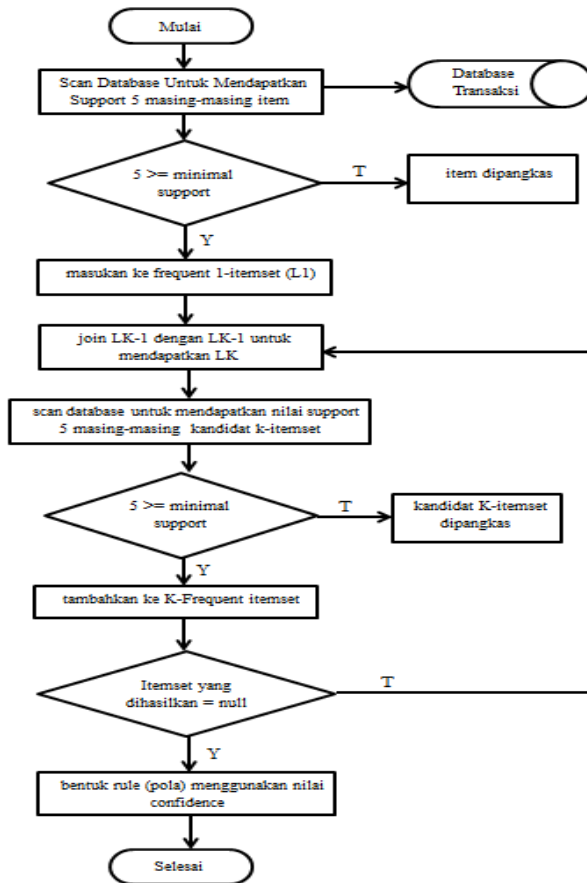 Mulai
Scan Database Untuk Mendapatkan
Support 5 masing-masing item
Database
Transaksi
5 >= minimal
support
T
item dipangkas
Y
masukan ke frequent 1-itemset (L1)
join LK-1 dengan LK-1 untuk
mendapatkan LK
scan database untuk mendapatkan nilai support
5 masing-masing kandidat k-itemset
5 >= minimal
support
T
kandidat K-itemset
dipangkas
Y
tambahkan ke K-Frequent itemset
Itemset yang
dihasilkan = null
T
Y
bentuk rule (pola) menggunakan nilai
confidence
Selesai